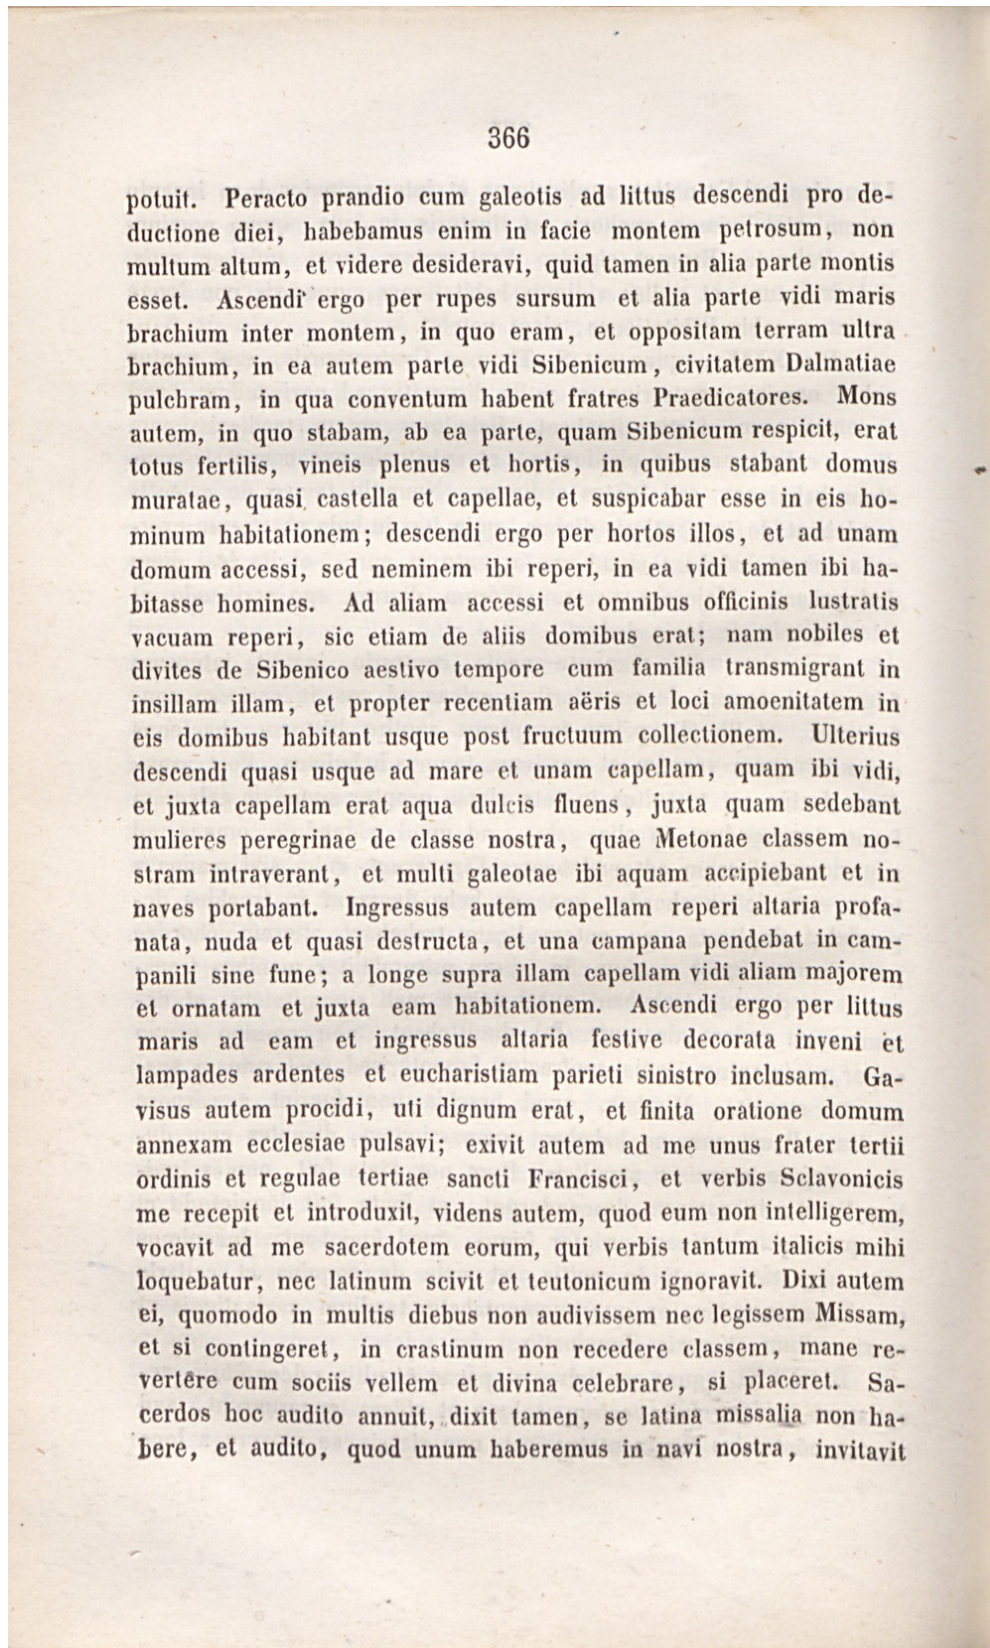 366
potuit. Peracto prandio cum galeotis ad littus descendi pro de-
ductione diei, habebamus enim in facie montem petrosum, non
multum altum, et videre desideravi, quid tamen in alia parte montis
esset. Ascendi ergo per rupes sursum et alia parte vidi maris
brachium inter montem, in quo eram, et oppositam terram ultra
brachium, in ea autem parte vidi Sibenicum, civitatem Dalmatiae
pulchram, in qua conventum habent fratres Praedicatores. Mons
autem, in quo stabam, ab ea parte, quam Sibenicum respicit, erat
totus fertilis, vineis plenus et hortis, in quibus stabant domus
muratae, quasi castella et capellae, et suspicabar esse in eis ho-
minum habitationem; descendi ergo per hortos illos, et ad unam
domum accessi, sed neminem ibi reperi, in ea vidi tamen ibi ha-
bitasse homines. Ad aliam accessi et omnibus officinis lustratis
vacuam reperi, sic etiam de aliis domibus erat; nam nobiles et
divites de Sibenico aestivo tempore cum familia transmigrant in
insillam illam, et propter recentiam aëris et loci amoenitatem in
eis domibus habitant usque post fructuum collectionem. Ulterius
descendi quasi usque ad mare et unam capellam, quam ibi vidi,
et juxta capellam erat aqua dulcis fluens, juxta quam sedebant
mulieres peregrinae de classe nostra, quae Metonae classem no-
stram intraverant, et multi galeotae ibi aquam accipiebant et in
naves portabant. Ingressus autem capellam reperi altaria profa-
nata, nuda et quasi destructa, et una campana pendebat in cam-
panili sine fune; a longe supra illam capellam vidi aliam majorem
et ornatam et juxta eam habitationem. Ascendi ergo per littus
maris ad eam et ingressus altaria festive decorata inveni et
lampades ardentes et eucharistiam parieti sinistro inclusam. Ga-
visus autem procidi, uti dignum erat, et finita oratione domum
annexam ecclesiae pulsavi; exivit autem ad me unus frater tertii
ordinis et regulae tertiae sancti Francisci, et verbis Sclavonicis
me recepit et introduxit, videns autem, quod eum non intelligerem,
vocavit ad me sacerdotem eorum, qui verbis tantum italicis mihi
loquebatur, nec latinum scivit et teutonicum ignoravit. Dixi autem
ei, quomodo in multis diebus non audivissem nec legissem Missam,
et si contingeret, in crastinum non recedere classem, mane re-
vertêre cum sociis vellem et divina celebrare, si placeret. Sa-
cerdos hoc audito annuit, dixit tamen, se latina missalia non ha-
bere, et audito, quod unum haberemus in navi nostra, invitavit